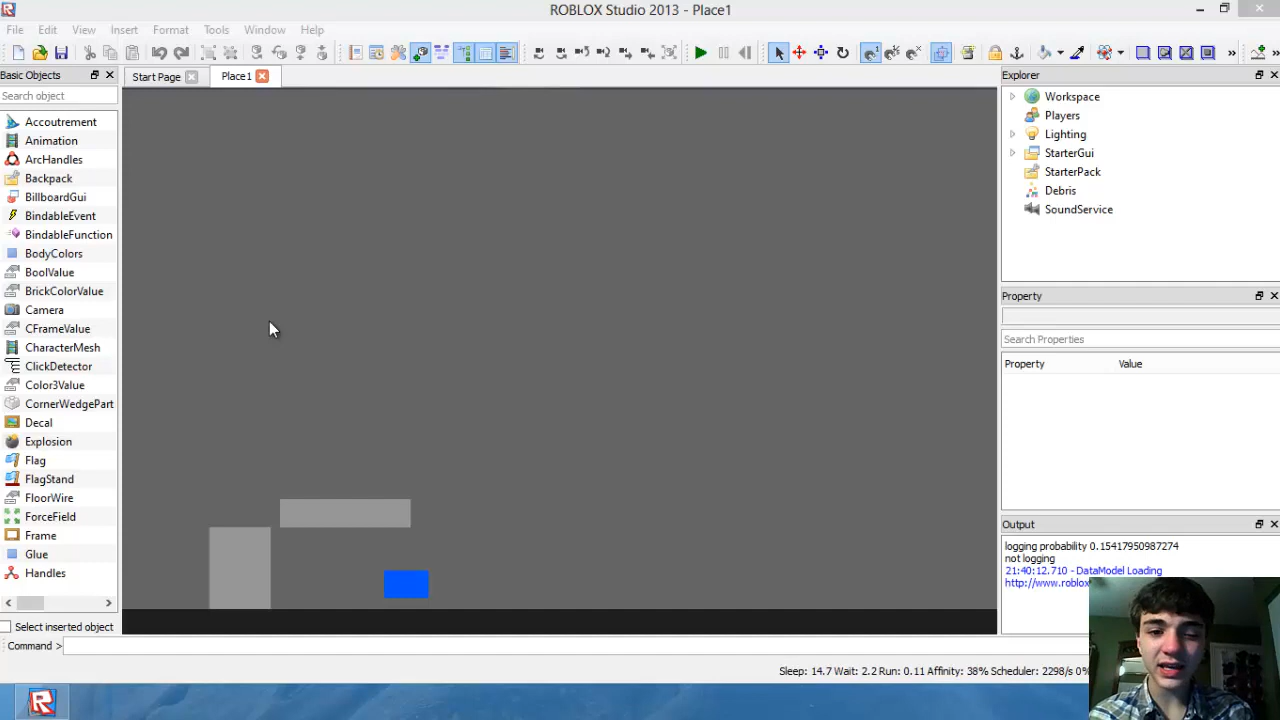 ROBLOX Studio 2013 - Place1
File Edit View Insert Format Tools Window Help
Basic Objects
Start Page
Place1
Search object
Accoutrement
Animation
ArcHandles
Backpack
BillboardGui
BindableEvent
BindableFunction
BodyColors
BoolValue
BrickColorValue
Camera
CFrameValue
CharacterMesh
ClickDetector
Color3Value
CornerWedgePart
Decal
Explosion
Flag
FlagStand
FloorWire
ForceField
Frame
Glue
Handles
Select inserted object
Explorer
Workspace
Players
Lighting
StarterGui
StarterPack
Debris
SoundService
Property
Search Properties
Property Value
Output
logging probability 0.15417950987274
not logging
21:40:12.710 - DataModel Loading
http://www.roblox
Command >
Sleep: 14.7 Wait: 2.2 Run: 0.11 Affinity: 38% Scheduler: 2298/s 0%